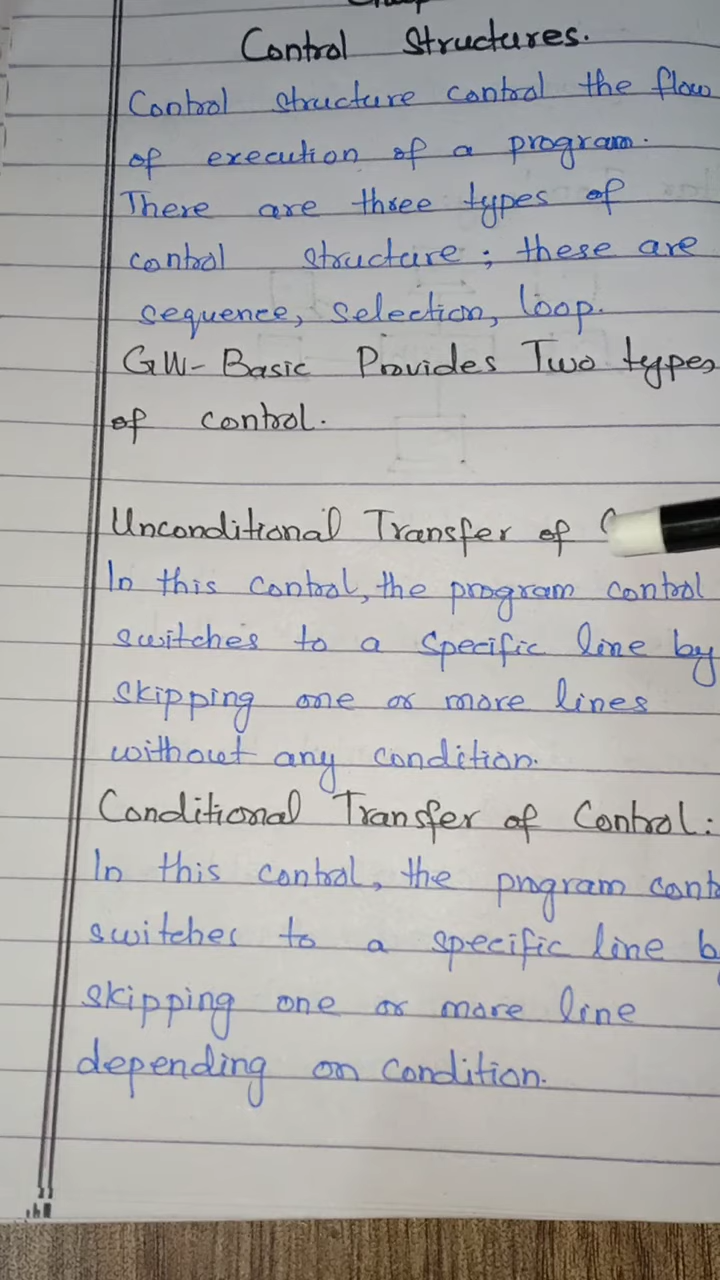 Control Structures.
Control structure control the flow
of execution of a program.
There are three types of
control structure; these are
sequence, selection, loop.
GW-Basic Provides Two types
of control.
Unconditional Transfer of
In this control, the program control
switches to a specific line by
skipping one or more lines
without any condition.
Conditional Transfer of Control:
In this control, the program cont
switches to a specific line b
skipping one or more line
depending on condition.